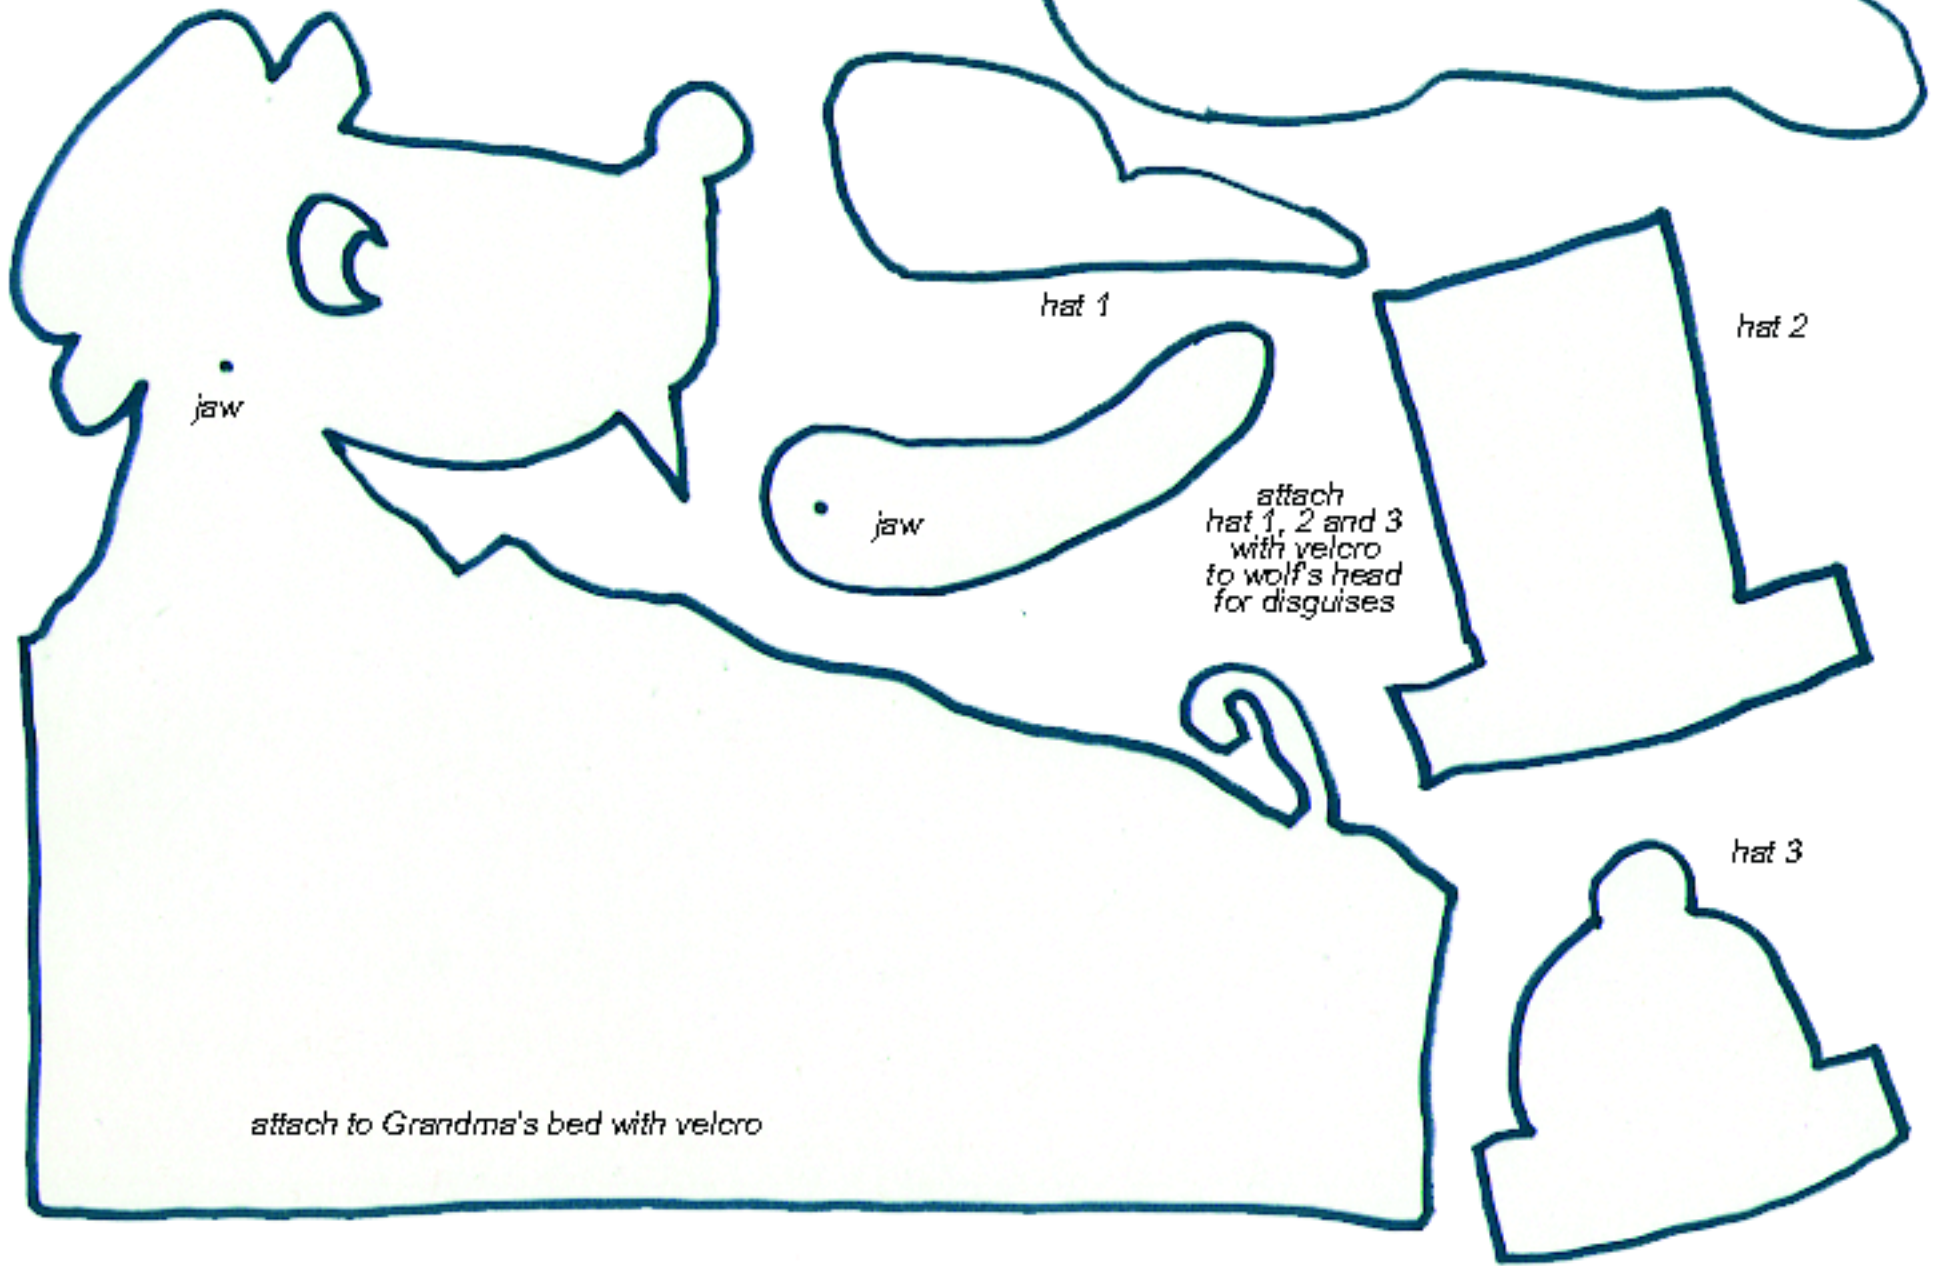 hat 1
hat 2
jaw
jaw
attach
hat 1, 2 and 3
with velcro
to wolf's head
for disguises
hat 3
attach to Grandma's bed with velcro